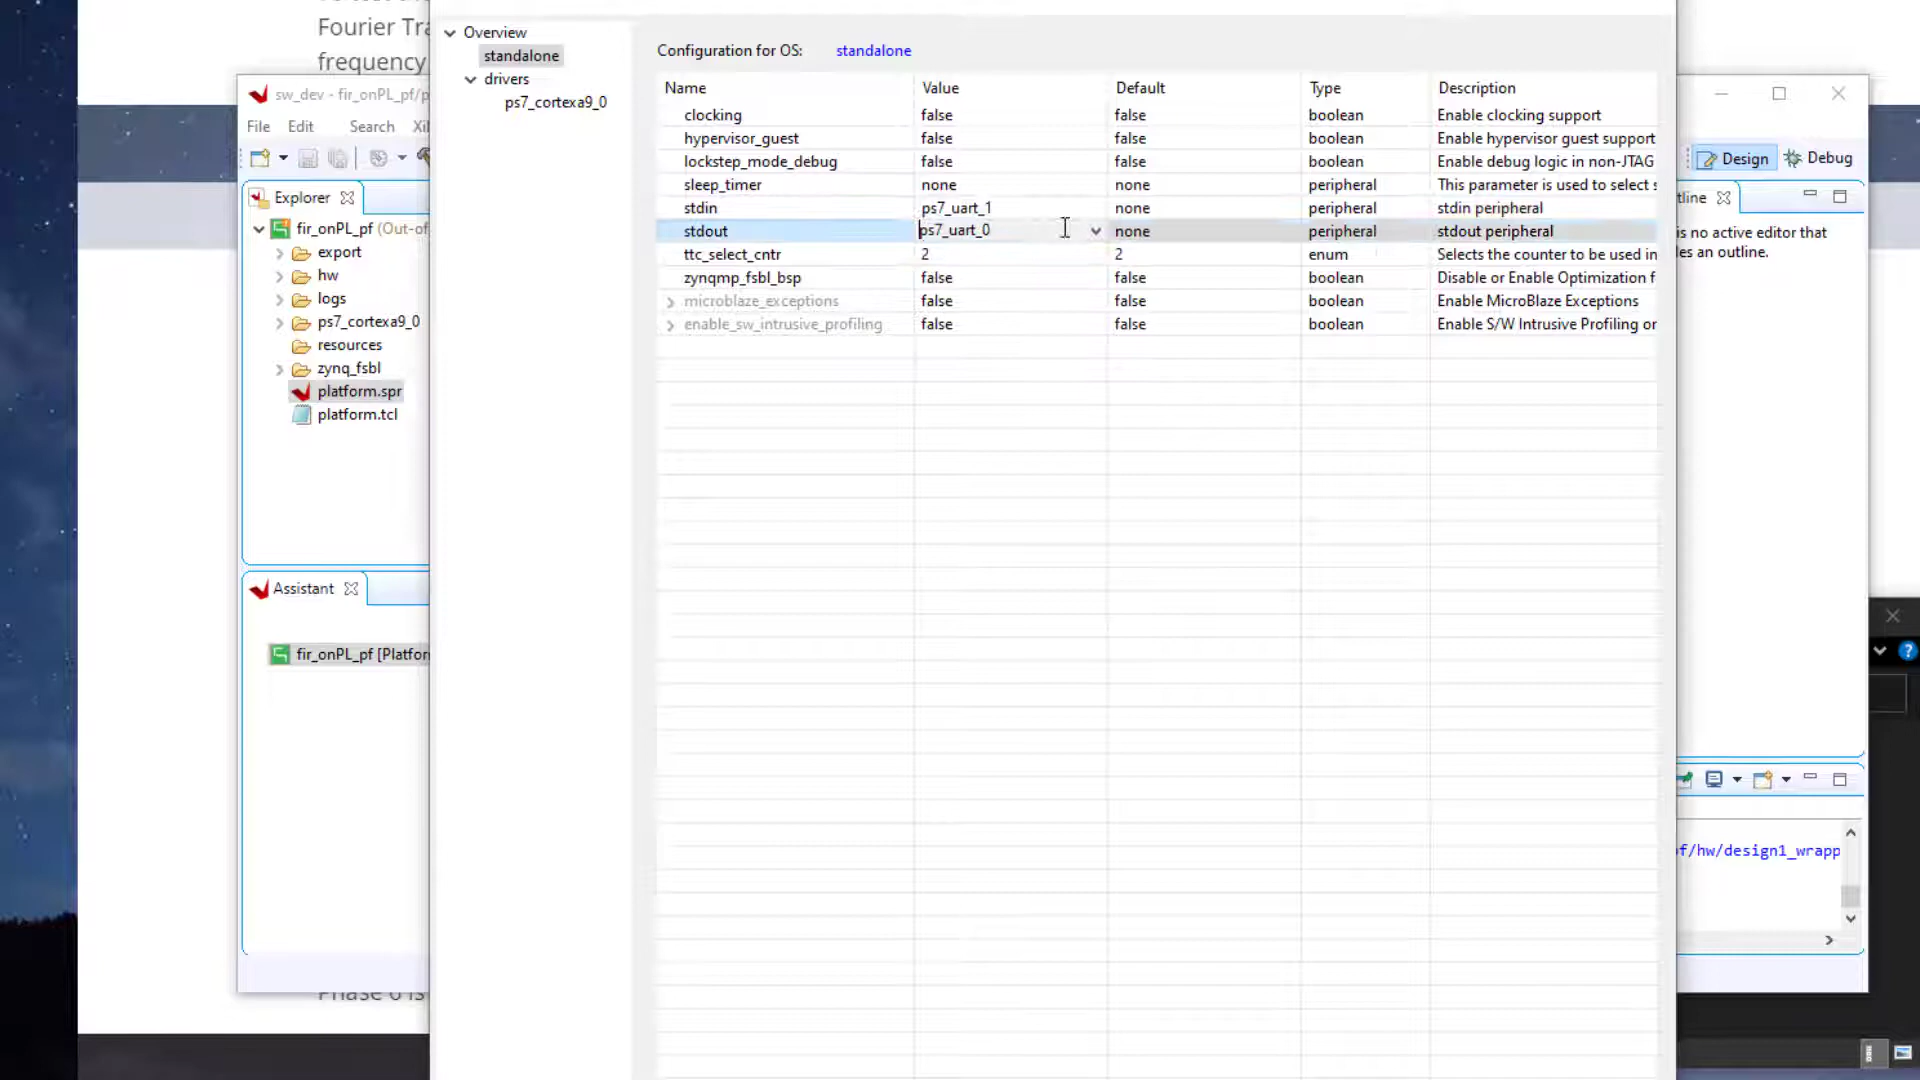 Fourier Tra
frequency
sw_dev - fir_onPL_pf/p
File Edit Search Xil
Explorer
fir_onPL_pf (Out-of
export
hw
logs
ps7_cortexa9_0
resources
zynq_fsbl
platform.spr
platform.tcl
Assistant
fir_onPL_pf [Platforn
Phase 6 is
Overview
standalone
drivers
ps7_cortexa9_0
Configuration for OS: standalone
Name Value Default Type Description
clocking false false boolean Enable clocking support
hypervisor_guest false false boolean Enable hypervisor guest support
lockstep_mode_debug false false boolean Enable debug logic in non-JTAG
sleep_timer none none peripheral This parameter is used to select s
stdin ps7_uart_1 none peripheral stdin peripheral
stdout ps7_uart_0 none peripheral stdout peripheral
ttc_select_cntr 2 2 enum Selects the counter to be used in
zynqmp_fsbl_bsp false false boolean Disable or Enable Optimization f
microblaze_exceptions false false boolean Enable MicroBlaze Exceptions
enable_sw_intrusive_profiling false false boolean Enable S/W Intrusive Profiling or
Design Debug
tline
is no active editor that
es an outline.
of/hw/design1_wrapp